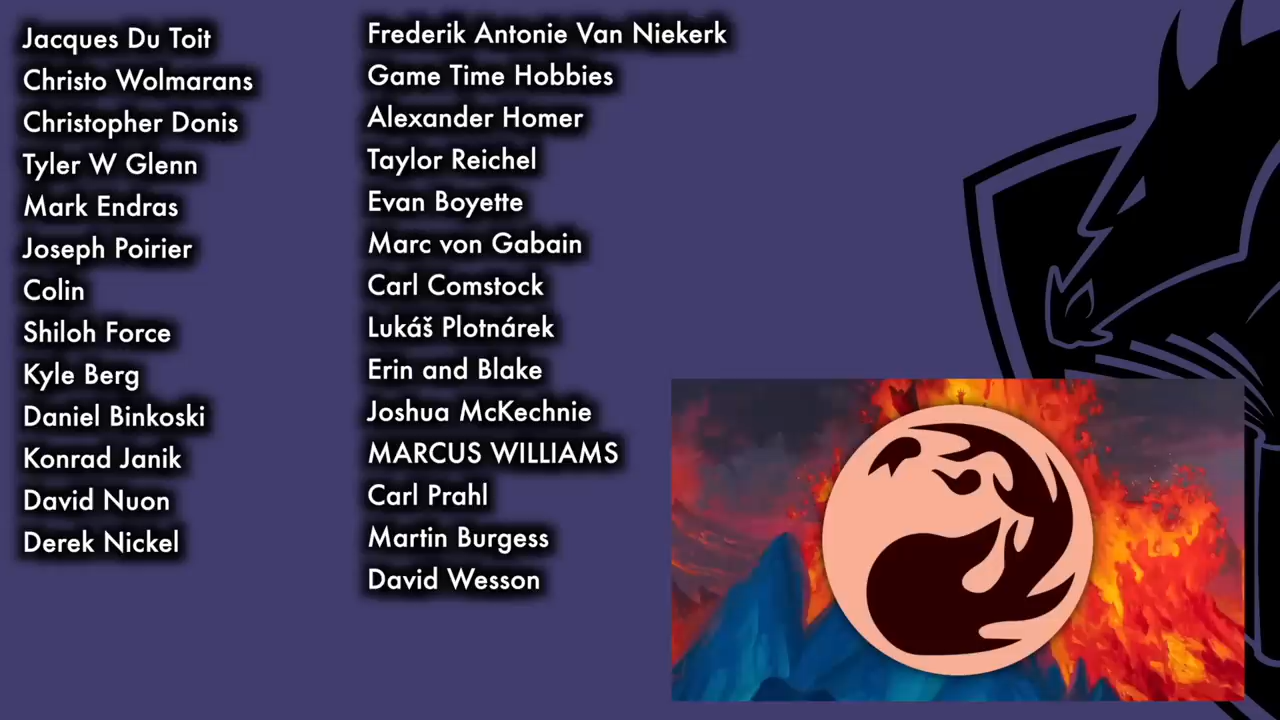 Jacques Du Toit
Christo Wolmarans
Christopher Donis
Tyler W Glenn
Mark Endras
Joseph Poirier
Colin
Shiloh Force
Kyle Berg
Daniel Binkoski
Konrad Janik
David Nuon
Derek Nickel
Frederik Antonie Van Niekerk
Game Time Hobbies
Alexander Homer
Taylor Reichel
Evan Boyette
Marc von Gabain
Carl Comstock
Lukáš Plotnárek
Erin and Blake
Joshua McKechnie
MARCUS WILLIAMS
Carl Prahl
Martin Burgess
David Wesson